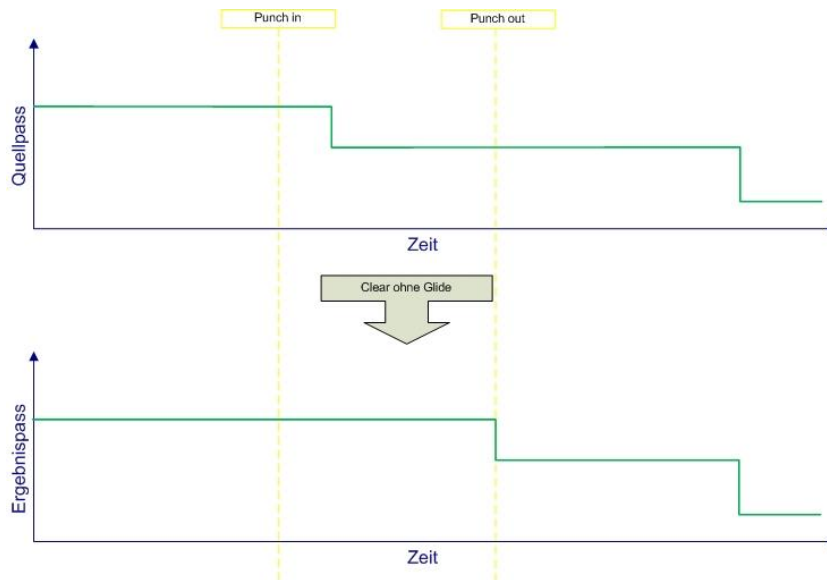 Punch in
Punch out
Quellpass
Zeit
Clear ohne Glide
Ergebnispass
Zeit